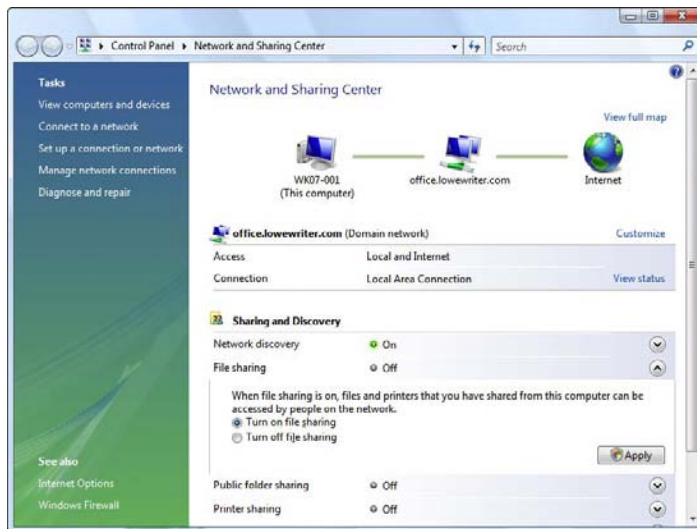 Control Panel ▸ Network and Sharing Center
Search
Tasks
View computers and devices
Connect to a network
Set up a connection or network
Manage network connections
Diagnose and repair
See also
Internet Options
Windows Firewall
Network and Sharing Center
View full map
WK07-001
(This computer)
office.lowewriter.com
Internet
office.lowewriter.com (Domain network)
Customize
Access Local and Internet
Connection Local Area Connection View status
Sharing and Discovery
Network discovery On
File sharing Off
When file sharing is on, files and printers that you have shared from this computer can be
accessed by people on the network.
Turn on file sharing
Turn off file sharing
Apply
Public folder sharing Off
Printer sharing Off